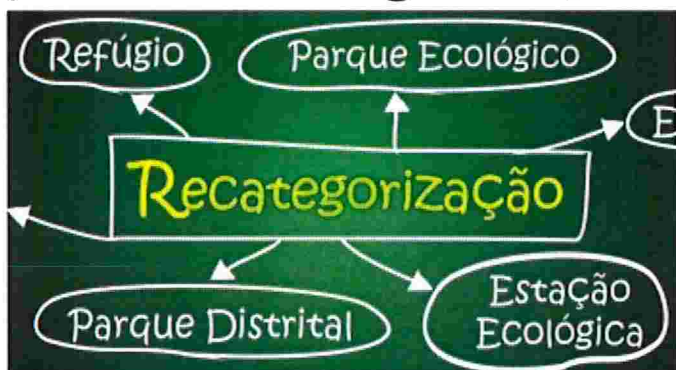 Refúgio
Parque Ecológico
E
Recategorização
Parque Distrital
Estação
Ecológica